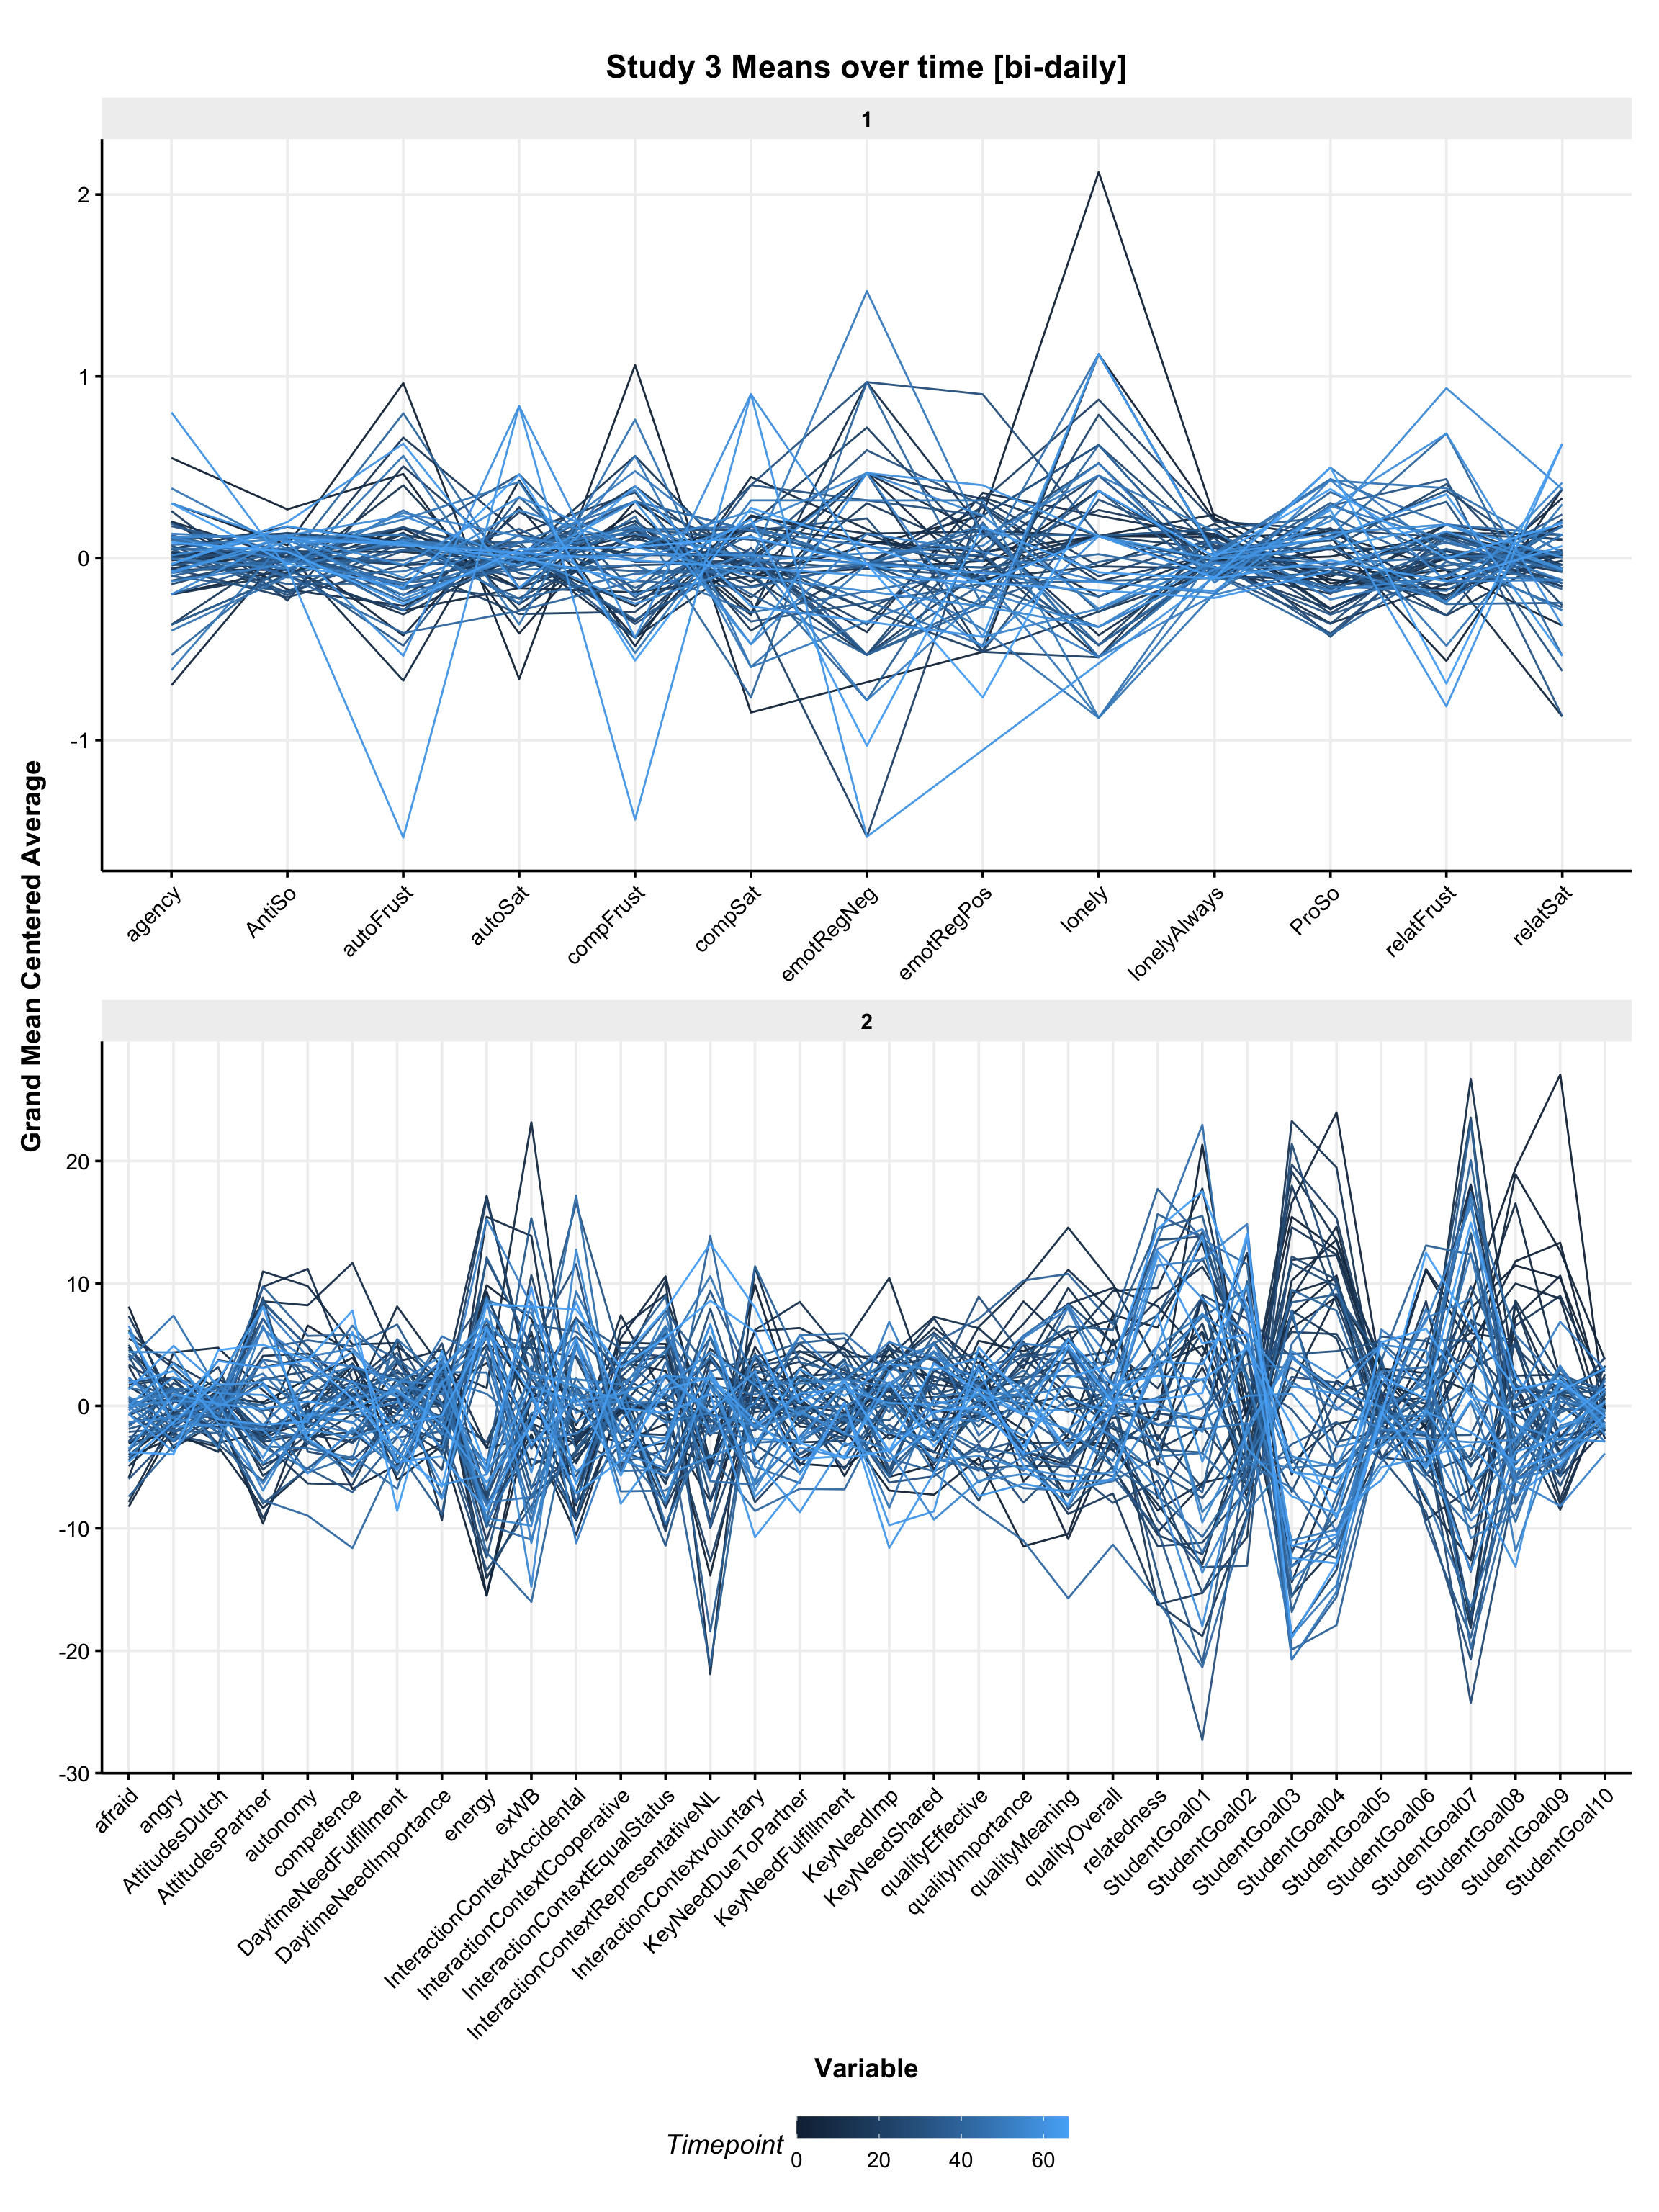 Study 3 Means over time [bi-daily]
1
2
1
0
-1
agency
AntiSo
autoFrust
autoSat
compFrust
compSat
emotRegNeg
emotRegPos
lonely
lonelyAlways
ProSo
relatFrust
relatSat
Grand Mean Centered Average
2
20
10
0
-10
-20
-30
afraid
angry
AttitudesDutch
AttitudesPartner
autonomy
competence
DaytimeNeedFulfillment
DaytimeNeedImportance
energy
exWB
InteractionContextAccidental
InteractionContextCooperative
InteractionContextEqualStatus
InteractionContextRepresentativeNL
InteractionContextvoluntary
KeyNeedDueToPartner
KeyNeedFulfillment
KeyNeedImp
KeyNeedShared
qualityEffective
qualityImportance
qualityMeaning
qualityOverall
relatedness
StudentGoal01
StudentGoal02
StudentGoal03
StudentGoal04
StudentGoal05
StudentGoal06
StudentGoal07
StudentGoal08
StudentGoal09
StudentGoal10
Variable
Timepoint
0 20 40 60